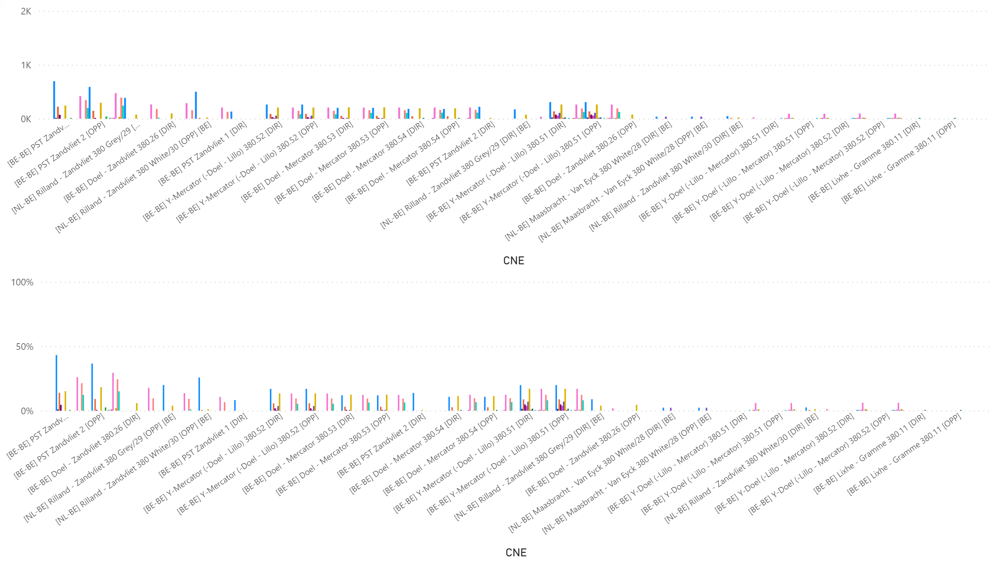 2K
1K
0K
[BE-BE] PST Zandv...
[BE-BE] PST Zandvliet 2 [OPP]
[NL-BE] Rilland - Zandvliet 380 Grey/29 [...
[BE-BE] Doel - Zandvliet 380.26 [DIR]
[NL-BE] Rilland - Zandvliet 380 White/30 [OPP] [BE]
[BE-BE] PST Zandvliet 1 [DIR]
[BE-BE] Y-Mercator (-Doel - Lillo) 380.52 [DIR]
[BE-BE] Y-Mercator (-Doel - Lillo) 380.52 [OPP]
[BE-BE] Doel - Mercator 380.53 [DIR]
[BE-BE] Doel - Mercator 380.53 [OPP]
[BE-BE] Doel - Mercator 380.54 [DIR]
[BE-BE] Doel - Mercator 380.54 [OPP]
[BE-BE] PST Zandvliet 2 [DIR]
[NL-BE] Rilland - Zandvliet 380 Grey/29 [DIR] [BE]
[BE-BE] Y-Mercator (-Doel - Lillo) 380.51 [DIR]
[BE-BE] Y-Mercator (-Doel - Lillo) 380.51 [OPP]
[BE-BE] Doel - Zandvliet 380.26 [OPP]
[NL-BE] Maasbracht - Van Eyck 380 White/28 [DIR] [BE]
[NL-BE] Maasbracht - Van Eyck 380 White/28 [OPP] [BE]
[NL-BE] Rilland - Zandvliet 380 White/30 [DIR] [BE]
[BE-BE] Y-Doel (-Lillo - Mercator) 380.51 [DIR]
[BE-BE] Y-Doel (-Lillo - Mercator) 380.51 [OPP]
[BE-BE] Y-Doel (-Lillo - Mercator) 380.52 [DIR]
[BE-BE] Y-Doel (-Lillo - Mercator) 380.52 [OPP]
[BE-BE] Lixhe - Gramme 380.11 [DIR]
[BE-BE] Lixhe - Gramme 380.11 [OPP]
CNE
100%
50%
0%
[BE-BE] PST Zandv...
[BE-BE] PST Zandvliet 2 [OPP]
[BE-BE] Doel - Zandvliet 380.26 [DIR]
[NL-BE] Rilland - Zandvliet 380 Grey/29 [OPP] [BE]
[NL-BE] Rilland - Zandvliet 380 White/30 [OPP] [BE]
[BE-BE] PST Zandvliet 1 [DIR]
[BE-BE] Y-Mercator (-Doel - Lillo) 380.52 [DIR]
[BE-BE] Y-Mercator (-Doel - Lillo) 380.52 [OPP]
[BE-BE] Doel - Mercator 380.53 [DIR]
[BE-BE] Doel - Mercator 380.53 [OPP]
[BE-BE] PST Zandvliet 2 [DIR]
[BE-BE] Doel - Mercator 380.54 [DIR]
[BE-BE] Doel - Mercator 380.54 [OPP]
[BE-BE] Y-Mercator (-Doel - Lillo) 380.51 [DIR]
[BE-BE] Y-Mercator (-Doel - Lillo) 380.51 [OPP]
[NL-BE] Rilland - Zandvliet 380 Grey/29 [DIR] [BE]
[BE-BE] Doel - Zandvliet 380.26 [OPP]
[NL-BE] Maasbracht - Van Eyck 380 White/28 [DIR] [BE]
[NL-BE] Maasbracht - Van Eyck 380 White/28 [OPP] [BE]
[BE-BE] Y-Doel (-Lillo - Mercator) 380.51 [DIR]
[BE-BE] Y-Doel (-Lillo - Mercator) 380.51 [OPP]
[NL-BE] Rilland - Zandvliet 380 White/30 [DIR] [BE]
[BE-BE] Y-Doel (-Lillo - Mercator) 380.52 [DIR]
[BE-BE] Y-Doel (-Lillo - Mercator) 380.52 [OPP]
[BE-BE] Lixhe - Gramme 380.11 [DIR]
[BE-BE] Lixhe - Gramme 380.11 [OPP]
CNE